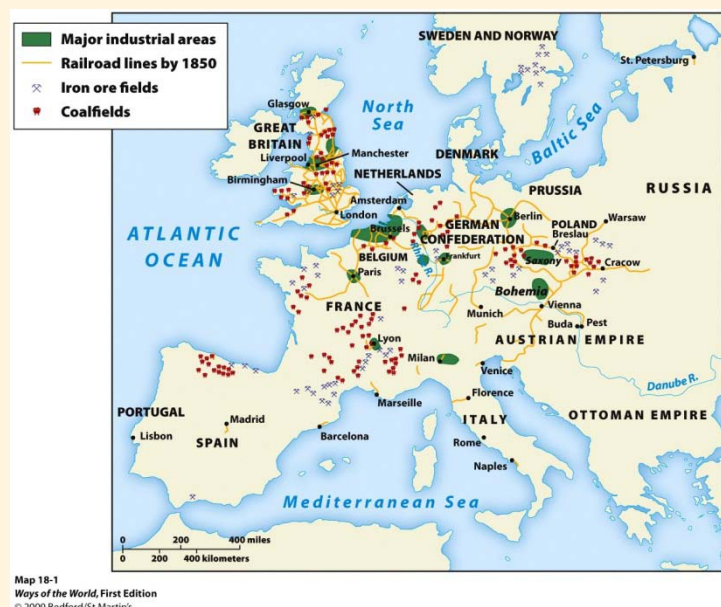 Major industrial areas
Railroad lines by 1850
Iron ore fields
Coalfields
SWEDEN AND NORWAY
St. Petersburg
North
Sea
Baltic Sea
Glasgow
GREAT
BRITAIN
Liverpool
Manchester
Birmingham
London
DENMARK
NETHERLANDS
Amsterdam
PRUSSIA
RUSSIA
Berlin
GERMAN
CONFEDERATION
POLAND
Warsaw
Breslau
Brussels
BELGIUM
Rhine R.
Frankfurt
Saxony
Cracow
ATLANTIC
OCEAN
Paris
Bohemia
FRANCE
Munich
Vienna
Buda
Pest
AUSTRIAN EMPIRE
Lyon
Milan
Venice
Danube R.
Marseille
Florence
PORTUGAL
Madrid
Lisbon
SPAIN
Barcelona
ITALY
Rome
Naples
OTTOMAN EMPIRE
Mediterranean Sea
0 200 400 miles
0 200 400 kilometers
Map 18-1
Ways of the World, First Edition
© 2009 Bedford/St.Martin's